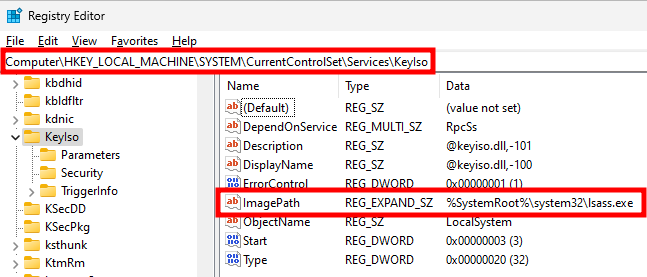 Registry Editor
File Edit View Favorites Help
Computer\HKEY_LOCAL_MACHINE\SYSTEM\CurrentControlSet\Services\KeyIso
kbdhid
kbldfltr
kdnic
KeyIso
Parameters
Security
TriggerInfo
KSecDD
KSecPkg
ksthunk
KtmRm
Name Type Data
(Default) REG_SZ (value not set)
DependOnService REG_MULTI_SZ RpcSs
Description REG_SZ @keyiso.dll,-101
DisplayName REG_SZ @keyiso.dll,-100
ErrorControl REG_DWORD 0x00000001 (1)
ImagePath REG_EXPAND_SZ %SystemRoot%\system32\lsass.exe
ObjectName REG_SZ LocalSystem
Start REG_DWORD 0x00000003 (3)
Type REG_DWORD 0x00000020 (32)